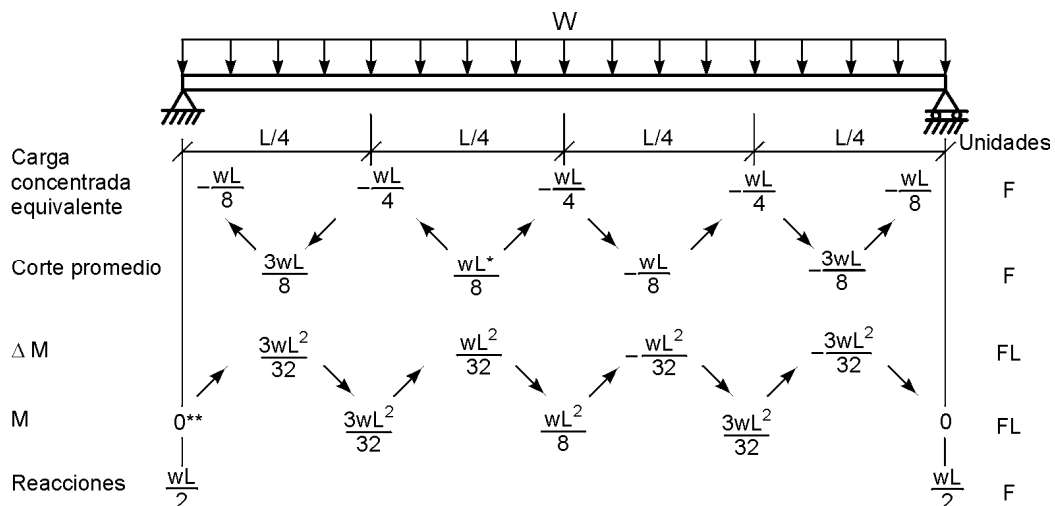 W
L/4 L/4 L/4 L/4 Unidades
Carga
concentrada
equivalente
-wL/8 -wL/4 -wL/4 -wL/4 -wL/8 F
Corte promedio 3wL/8 wL*/8 -wL/8 -3wL/8 F
Δ M 3wL²/32 wL²/32 -wL²/32 -3wL²/32 FL
M 0** 3wL²/32 wL²/8 3wL²/32 0 FL
Reacciones wL/2 wL/2 F